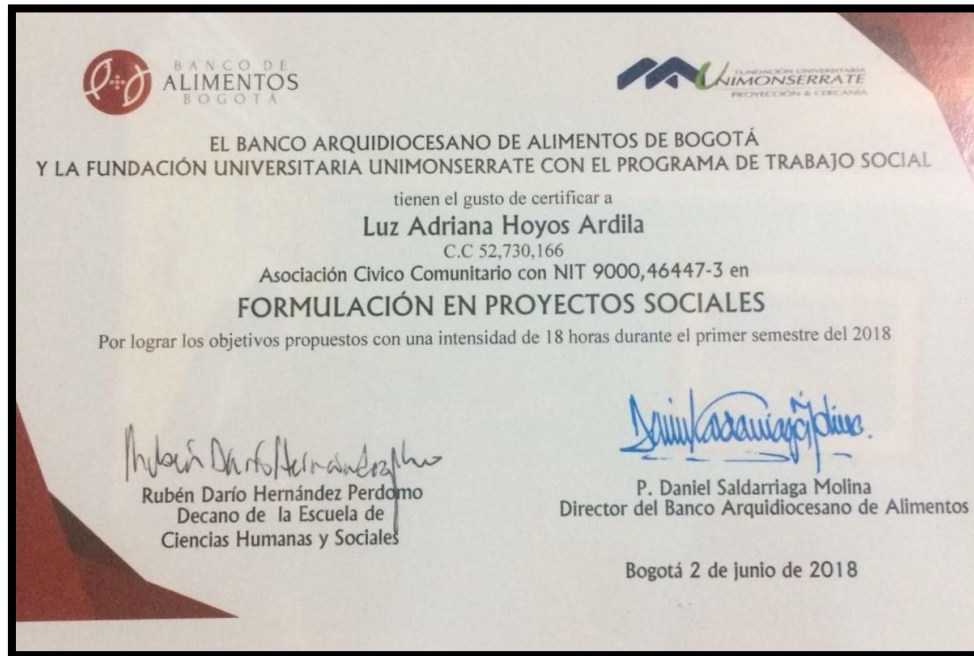 BANCO DE
ALIMENTOS
BOGOTÁ
FUNDACIÓN UNIVERSITARIA
UNIMONSERRATE
PROYECCIÓN & CERCANÍA
EL BANCO ARQUIDIOCESANO DE ALIMENTOS DE BOGOTÁ
Y LA FUNDACIÓN UNIVERSITARIA UNIMONSERRATE CON EL PROGRAMA DE TRABAJO SOCIAL
tienen el gusto de certificar a
Luz Adriana Hoyos Ardila
C.C 52,730,166
Asociación Civico Comunitario con NIT 9000,46447-3 en
FORMULACIÓN EN PROYECTOS SOCIALES
Por lograr los objetivos propuestos con una intensidad de 18 horas durante el primer semestre del 2018
Rubén Darío Hernández Perdomo
Decano de la Escuela de
Ciencias Humanas y Sociales
P. Daniel Saldarriaga Molina
Director del Banco Arquidiocesano de Alimentos
Bogotá 2 de junio de 2018